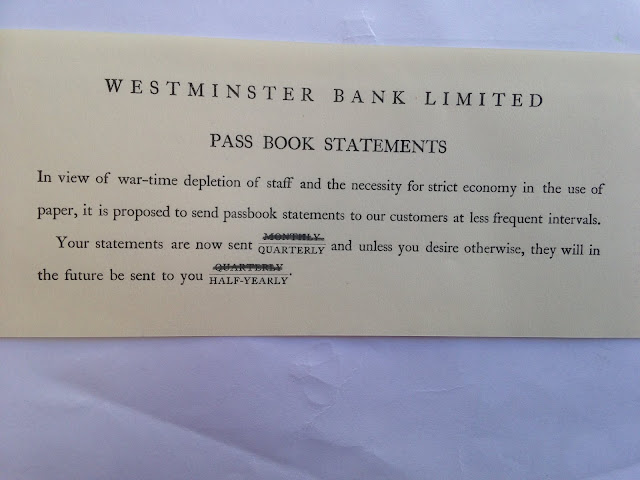 WESTMINSTER BANK LIMITED
PASS BOOK STATEMENTS
In view of war-time depletion of staff and the necessity for strict economy in the use of
paper, it is proposed to send passbook statements to our customers at less frequent intervals.
Your statements are now sent MONTHLY QUARTERLY and unless you desire otherwise, they will in
the future be sent to you QUARTERLY HALF-YEARLY.